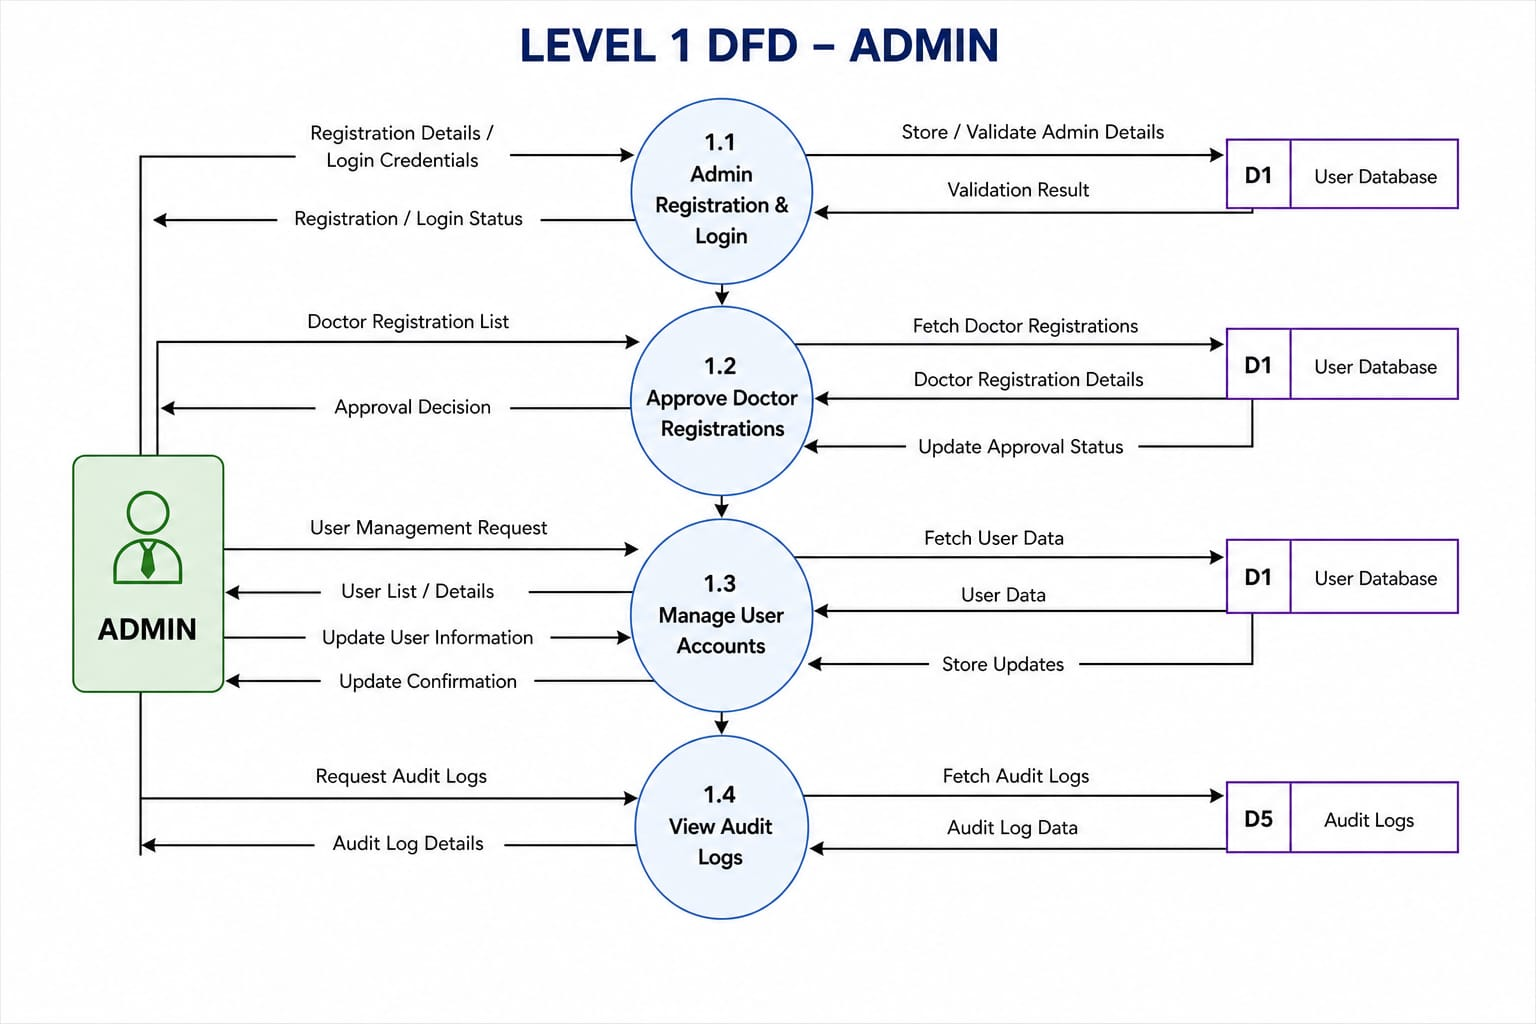 LEVEL 1 DFD – ADMIN
Registration Details /
Login Credentials
Registration / Login Status
1.1
Admin
Registration &
Login
Store / Validate Admin Details
Validation Result
D1
User Database
Doctor Registration List
Approval Decision
1.2
Approve Doctor
Registrations
Fetch Doctor Registrations
Doctor Registration Details
Update Approval Status
D1
User Database
ADMIN
User Management Request
User List / Details
Update User Information
Update Confirmation
1.3
Manage User
Accounts
Fetch User Data
User Data
Store Updates
D1
User Database
Request Audit Logs
Audit Log Details
1.4
View Audit
Logs
Fetch Audit Logs
Audit Log Data
D5
Audit Logs